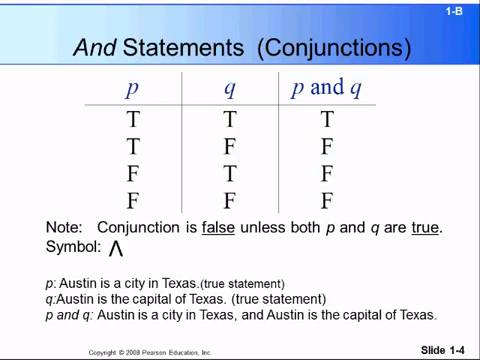 1-B
And Statements (Conjunctions)
p q p and q
T T T
T F F
F T F
F F F
Note: Conjunction is false unless both p and q are true.
Symbol: Λ
p: Austin is a city in Texas.(true statement)
q:Austin is the capital of Texas. (true statement)
p and q: Austin is a city in Texas, and Austin is the capital of Texas.
Copyright © 2008 Pearson Education, Inc.
Slide 1-4